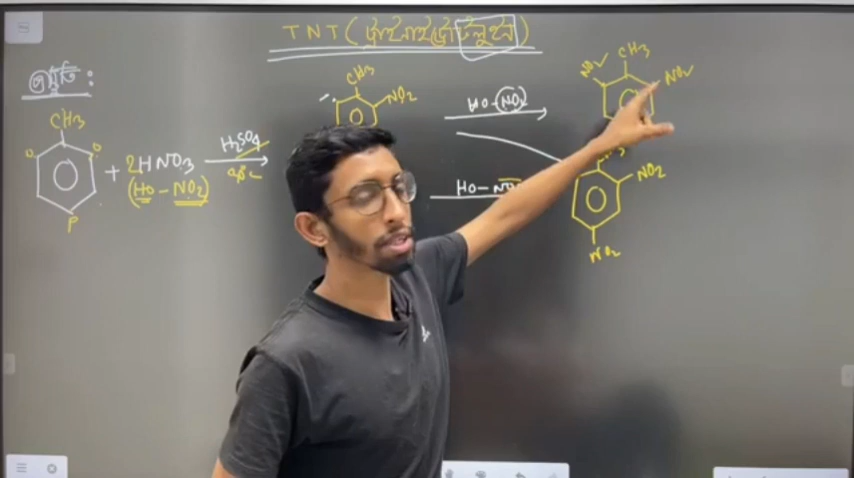 TNT (ট্রাইনাইট্রোটলুইন)
প্রস্তুতি :
CH3
O O
P
+ 2HNO3
(HO - NO2)
H2SO4
CH3
NO2
HO - NO2
HO - NO2
CH3
NO2 NO2
NO2
NO2